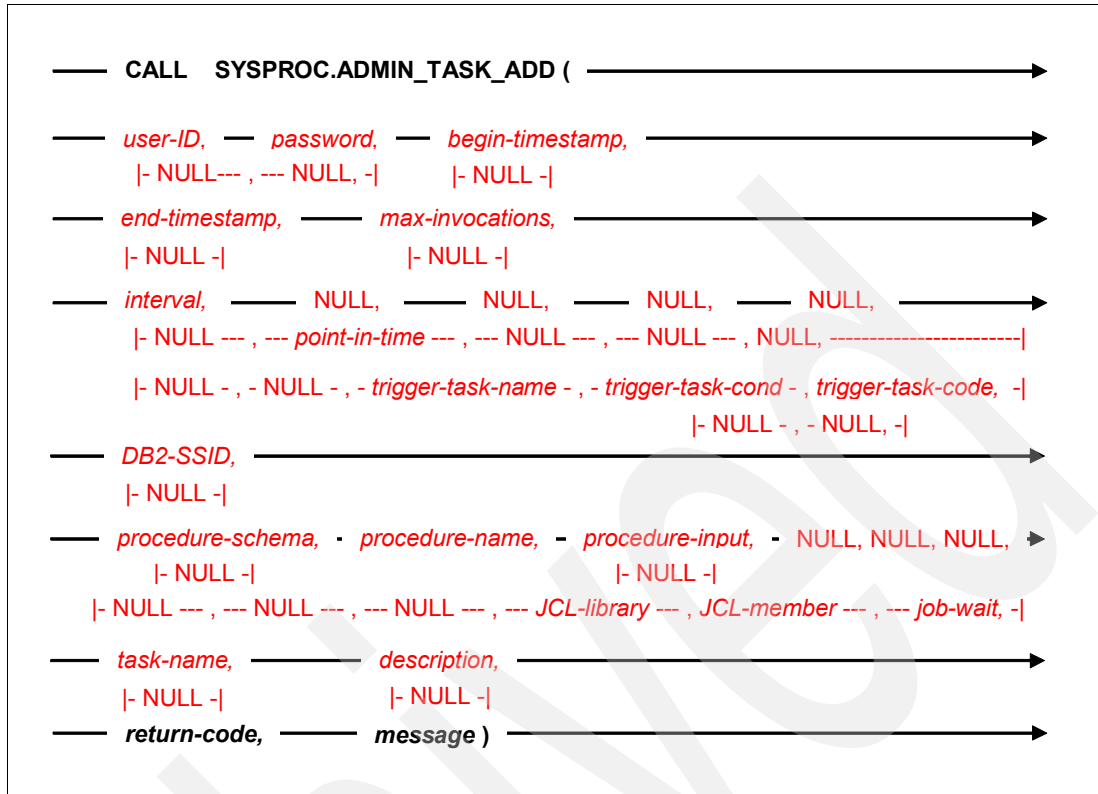 CALL SYSPROC.ADMIN_TASK_ADD (
user-ID, password, begin-timestamp,
|- NULL--- , --- NULL, -| |- NULL -|
end-timestamp, max-invocations,
|- NULL -| |- NULL -|
interval, NULL, NULL, NULL, NULL,
|- NULL --- , --- point-in-time --- , --- NULL --- , --- NULL --- , NULL, -------------------------|
|- NULL - , - NULL - , - trigger-task-name - , - trigger-task-cond - , trigger-task-code, -|
|- NULL - , - NULL, -|
DB2-SSID,
|- NULL -|
procedure-schema, - procedure-name, - procedure-input, - NULL, NULL, NULL,
|- NULL -| |- NULL -|
|- NULL --- , --- NULL --- , --- NULL --- , --- JCL-library --- , JCL-member --- , --- job-wait, -|
task-name, description,
|- NULL -| |- NULL -|
return-code, message )